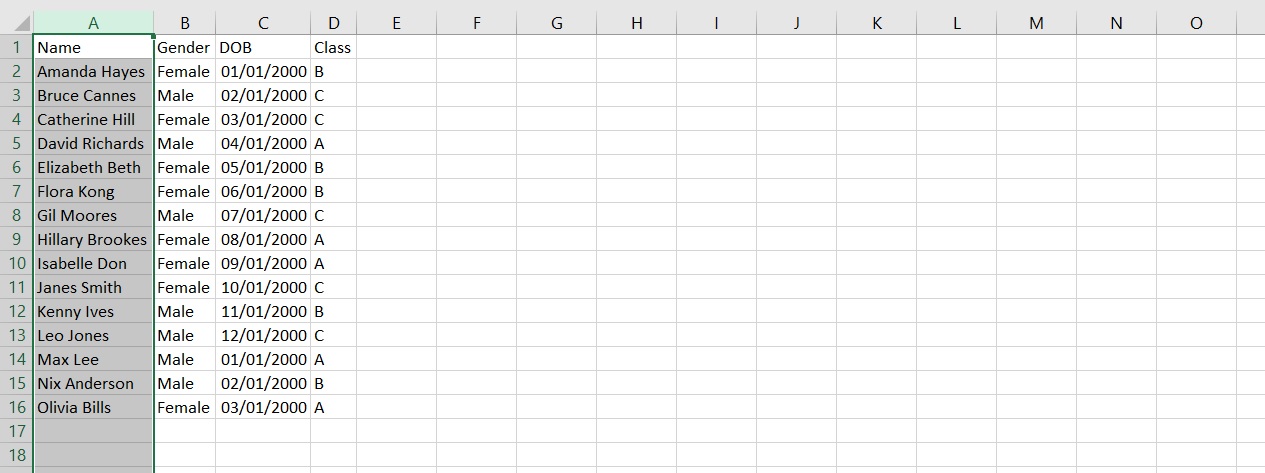 A B C D E F G H I J K L M N O
1 Name Gender DOB Class
2 Amanda Hayes Female 01/01/2000 B
3 Bruce Cannes Male 02/01/2000 C
4 Catherine Hill Female 03/01/2000 C
5 David Richards Male 04/01/2000 A
6 Elizabeth Beth Female 05/01/2000 B
7 Flora Kong Female 06/01/2000 B
8 Gil Moores Male 07/01/2000 C
9 Hillary Brookes Female 08/01/2000 A
10 Isabelle Don Female 09/01/2000 A
11 Janes Smith Female 10/01/2000 C
12 Kenny Ives Male 11/01/2000 B
13 Leo Jones Male 12/01/2000 C
14 Max Lee Male 01/01/2000 A
15 Nix Anderson Male 02/01/2000 B
16 Olivia Bills Female 03/01/2000 A
17
18